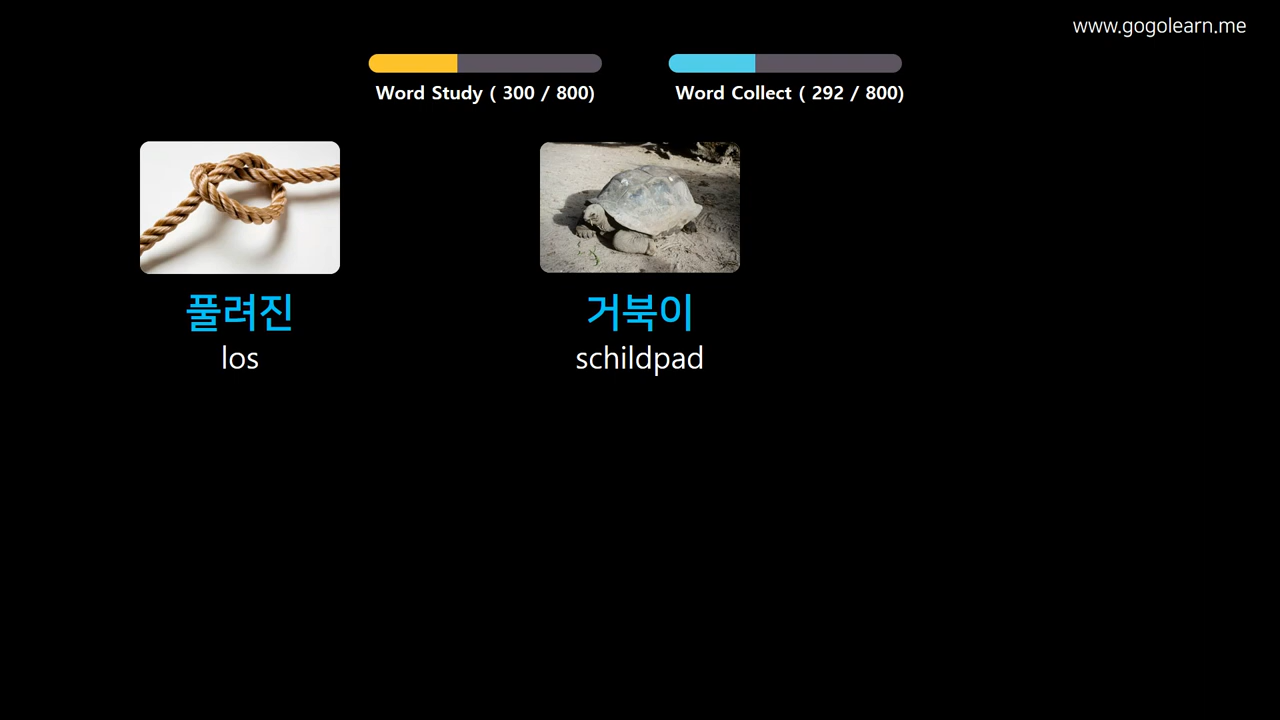 www.gogolearn.me
Word Study ( 300 / 800)
Word Collect ( 292 / 800)
풀려진
los
거북이
schildpad